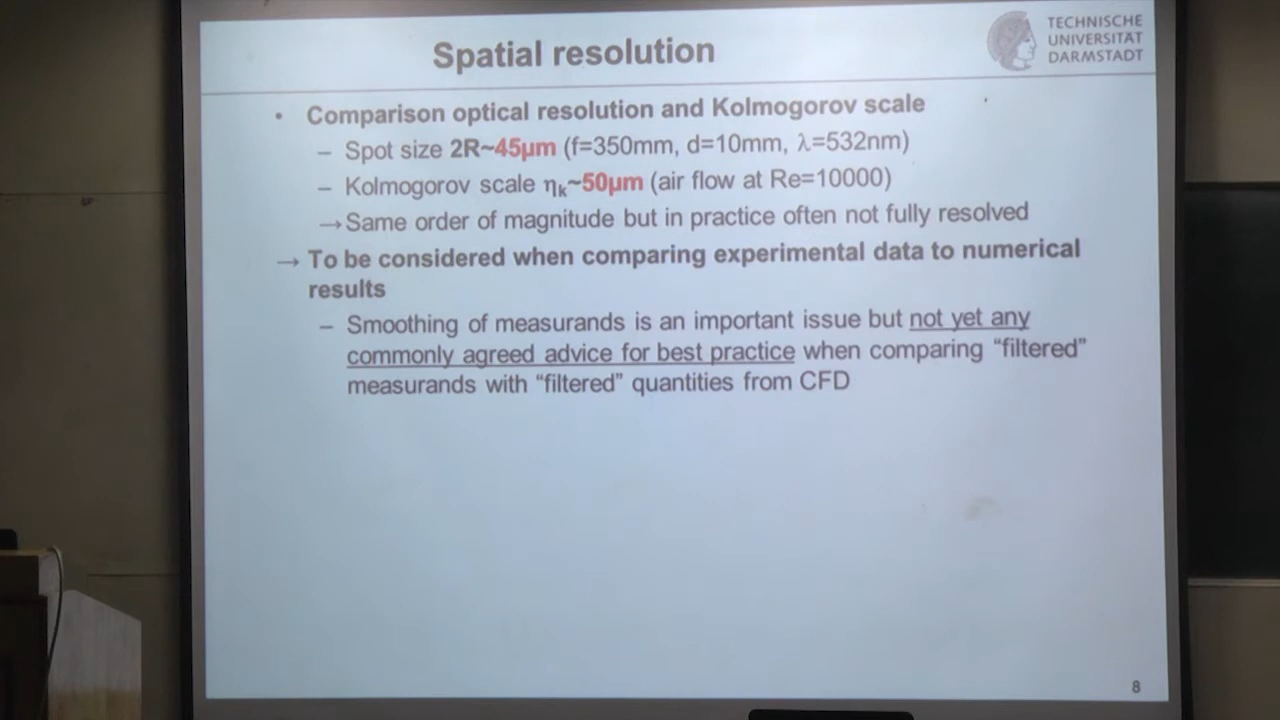 Spatial resolution
TECHNISCHE
UNIVERSITÄT
DARMSTADT
• Comparison optical resolution and Kolmogorov scale
– Spot size 2R~45µm (f=350mm, d=10mm, λ=532nm)
– Kolmogorov scale ηk~50µm (air flow at Re=10000)
→ Same order of magnitude but in practice often not fully resolved
→ To be considered when comparing experimental data to numerical
results
– Smoothing of measurands is an important issue but not yet any
commonly agreed advice for best practice when comparing “filtered”
measurands with “filtered” quantities from CFD
8